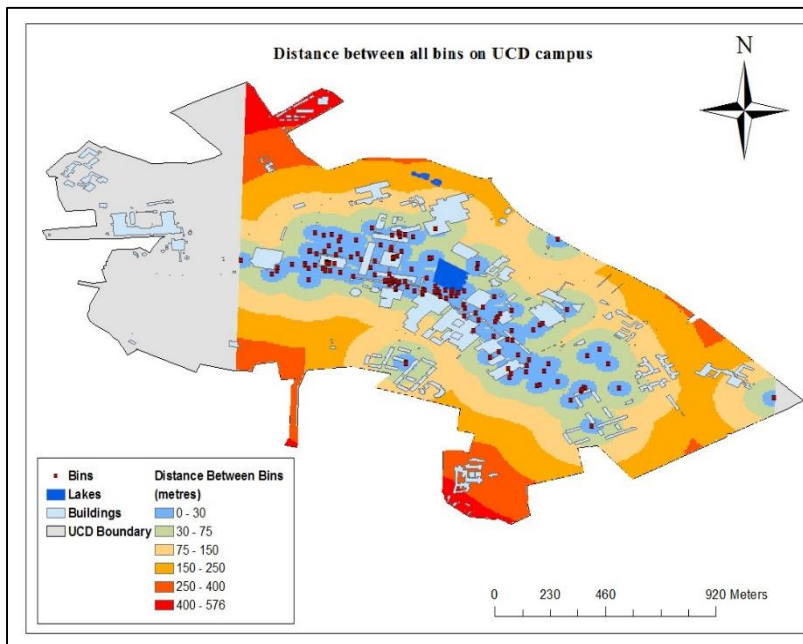 Distance between all bins on UCD campus
N
Bins
Lakes
Buildings
UCD Boundary
Distance Between Bins
(metres)
0 - 30
30 - 75
75 - 150
150 - 250
250 - 400
400 - 576
0 230 460 920 Meters